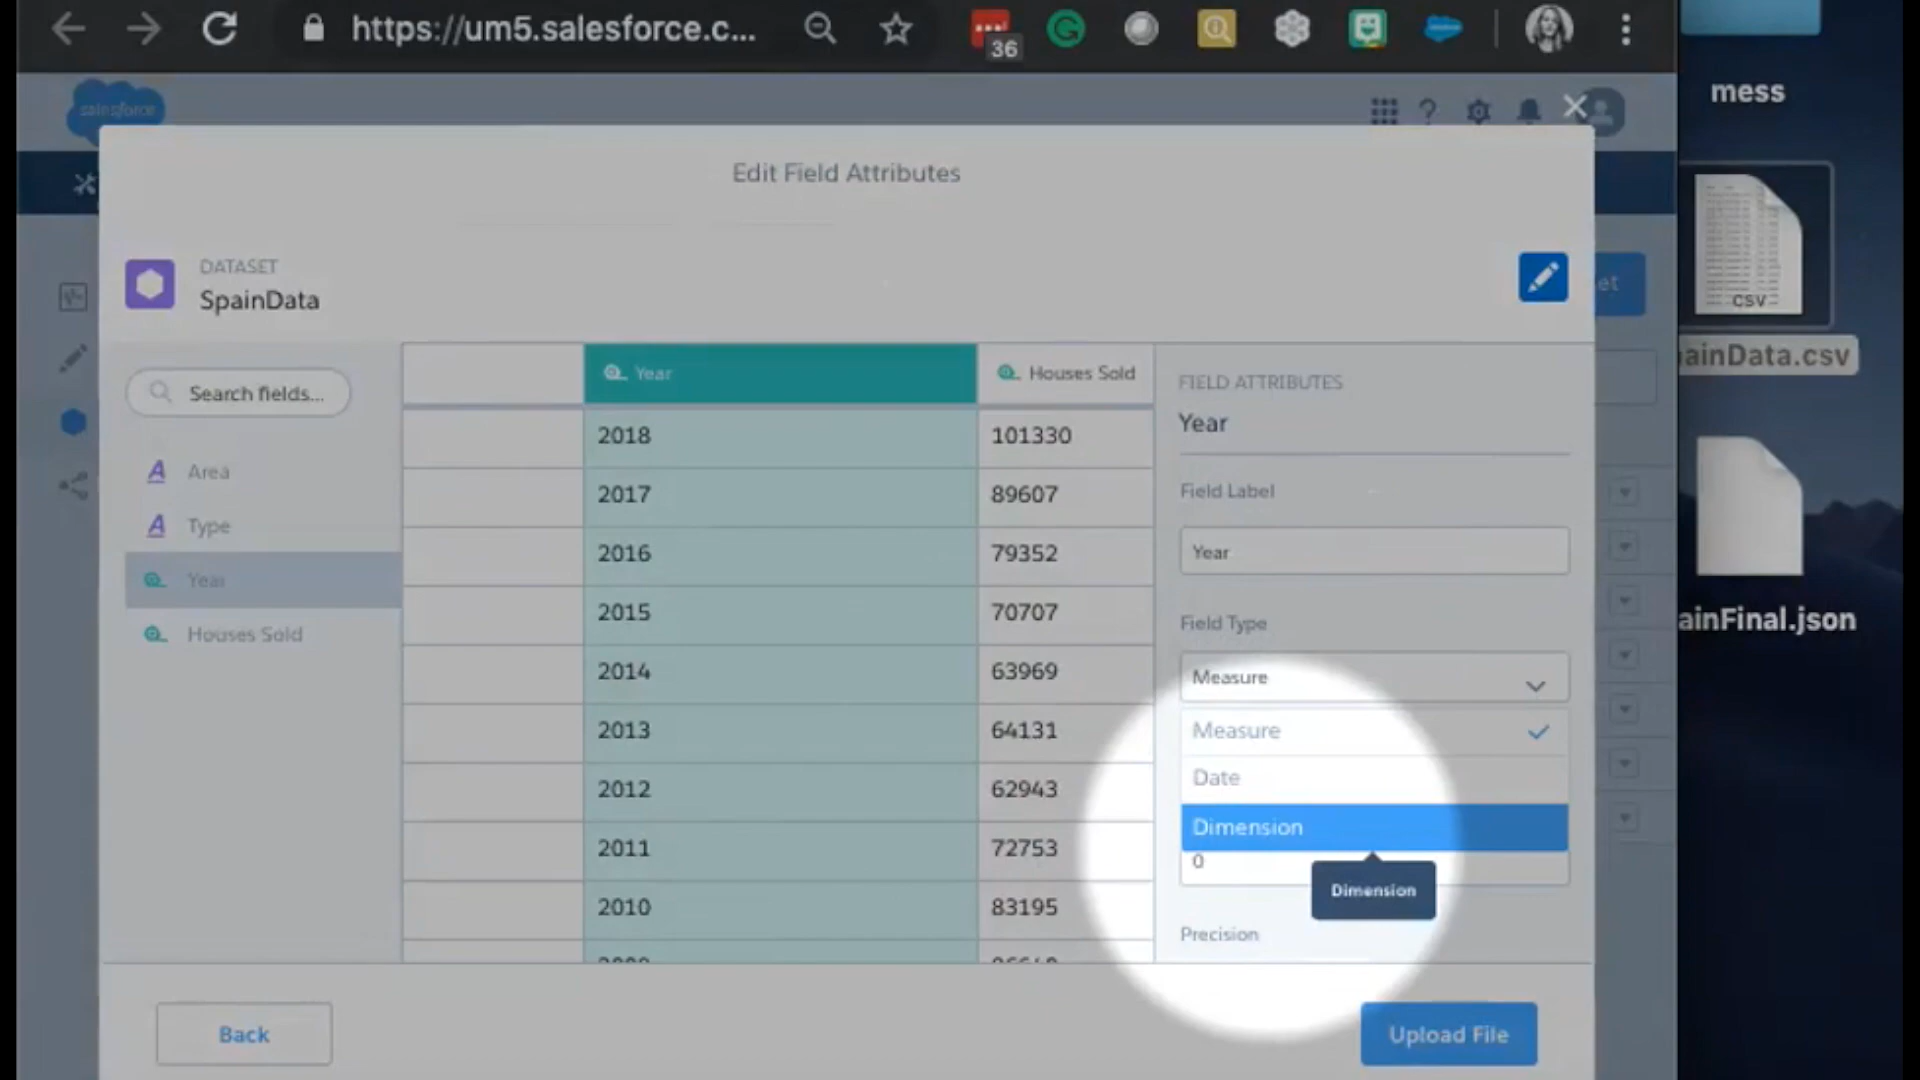 https://um5.salesforce.c...
36
mess
salesforce
Edit Field Attributes
DATASET
SpainData
et
CSV
ainData.csv
Search fields...
Area
Type
Year
Houses Sold
Year
Houses Sold
2018
101330
2017
89607
2016
79352
2015
70707
2014
63969
2013
64131
2012
62943
2011
72753
2010
83195
FIELD ATTRIBUTES
Year
Field Label
Year
Field Type
Measure
Measure
Date
Dimension
0
Dimension
Precision
ainFinal.json
Back
Upload File